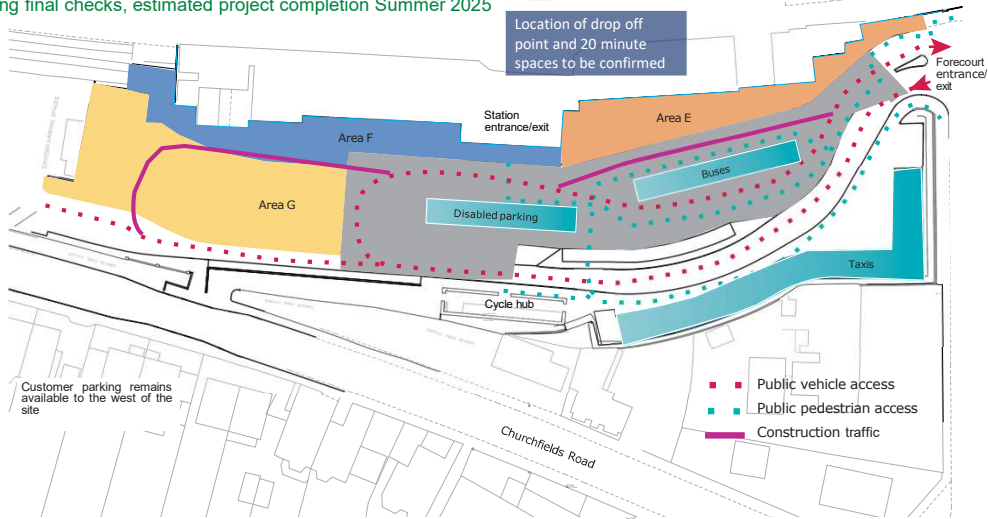 ng final checks, estimated project completion Summer 2025
Location of drop off
point and 20 minute
spaces to be confirmed
Forecourt
entrance/
exit
Station
entrance/exit
Area E
Area F
Buses
Area G
Disabled parking
Taxis
Cycle hub
Customer parking remains
available to the west of the
site
Public vehicle access
Public pedestrian access
Construction traffic
Churchfields Road